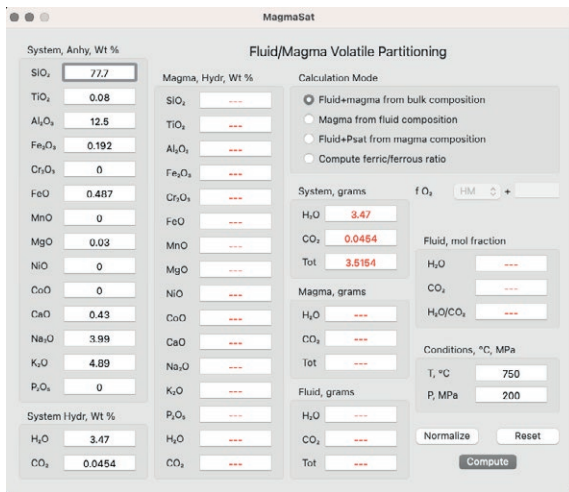 MagmaSat
System, Anhy, Wt %
SiO₂ 77.7
TiO₂ 0.08
Al₂O₃ 12.5
Fe₂O₃ 0.192
Cr₂O₃ 0
FeO 0.487
MnO 0
MgO 0.03
NiO 0
CoO 0
CaO 0.43
Na₂O 3.99
K₂O 4.89
P₂O₅ 0
System Hydr, Wt %
H₂O 3.47
CO₂ 0.0454
Fluid/Magma Volatile Partitioning
Magma, Hydr, Wt %
SiO₂ ---
TiO₂ ---
Al₂O₃ ---
Fe₂O₃ ---
Cr₂O₃ ---
FeO ---
MnO ---
MgO ---
NiO ---
CoO ---
CaO ---
Na₂O ---
K₂O ---
P₂O₅ ---
H₂O ---
CO₂ ---
Calculation Mode
Fluid+magma from bulk composition
Magma from fluid composition
Fluid+Psat from magma composition
Compute ferric/ferrous ratio
System, grams
H₂O 3.47
CO₂ 0.0454
Tot 3.5154
Magma, grams
H₂O ---
CO₂ ---
Tot ---
Fluid, grams
H₂O ---
CO₂ ---
Tot ---
f O₂ HM +
Fluid, mol fraction
H₂O ---
CO₂ ---
H₂O/CO₂ ---
Conditions, °C, MPa
T, °C 750
P, MPa 200
Normalize Reset
Compute